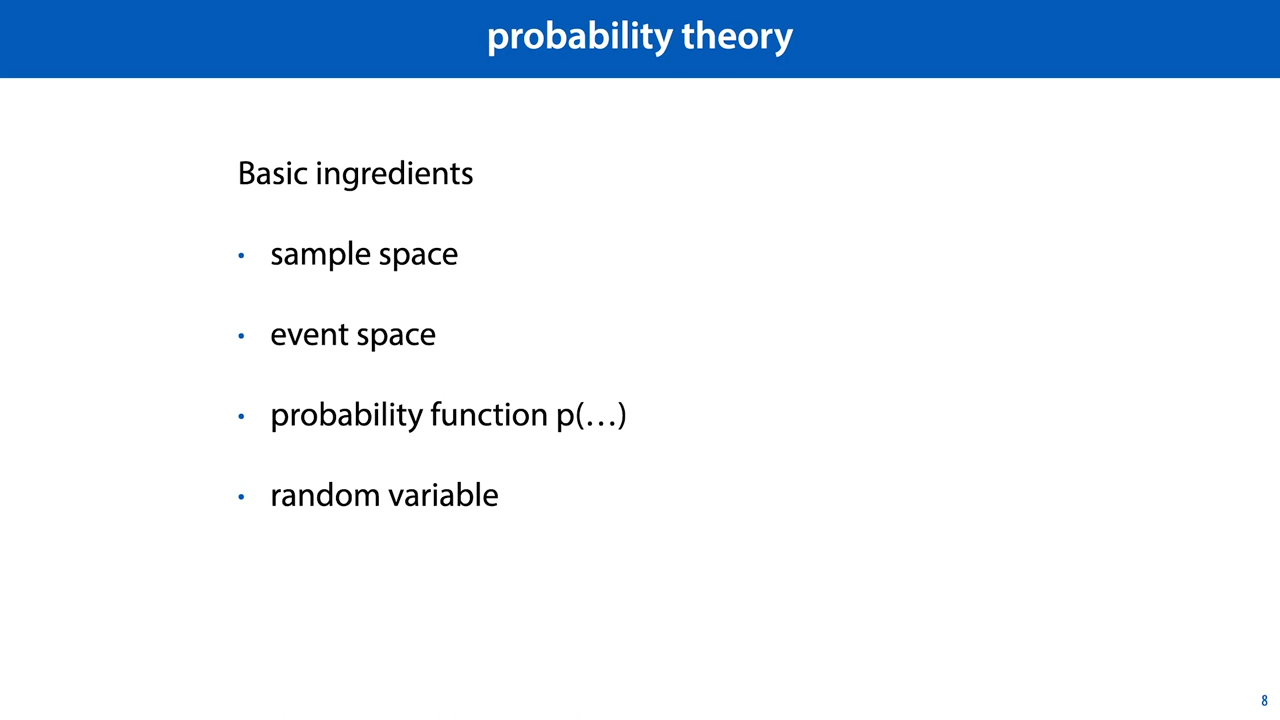 probability theory
Basic ingredients
• sample space
• event space
• probability function p(…)
• random variable
8